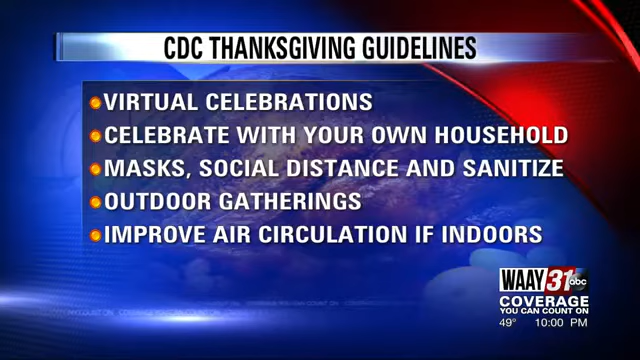 CDC THANKSGIVING GUIDELINES
VIRTUAL CELEBRATIONS
CELEBRATE WITH YOUR OWN HOUSEHOLD
MASKS, SOCIAL DISTANCE AND SANITIZE
OUTDOOR GATHERINGS
IMPROVE AIR CIRCULATION IF INDOORS
WAAY 31 abc
COVERAGE
YOU CAN COUNT ON
49° 10:00 PM